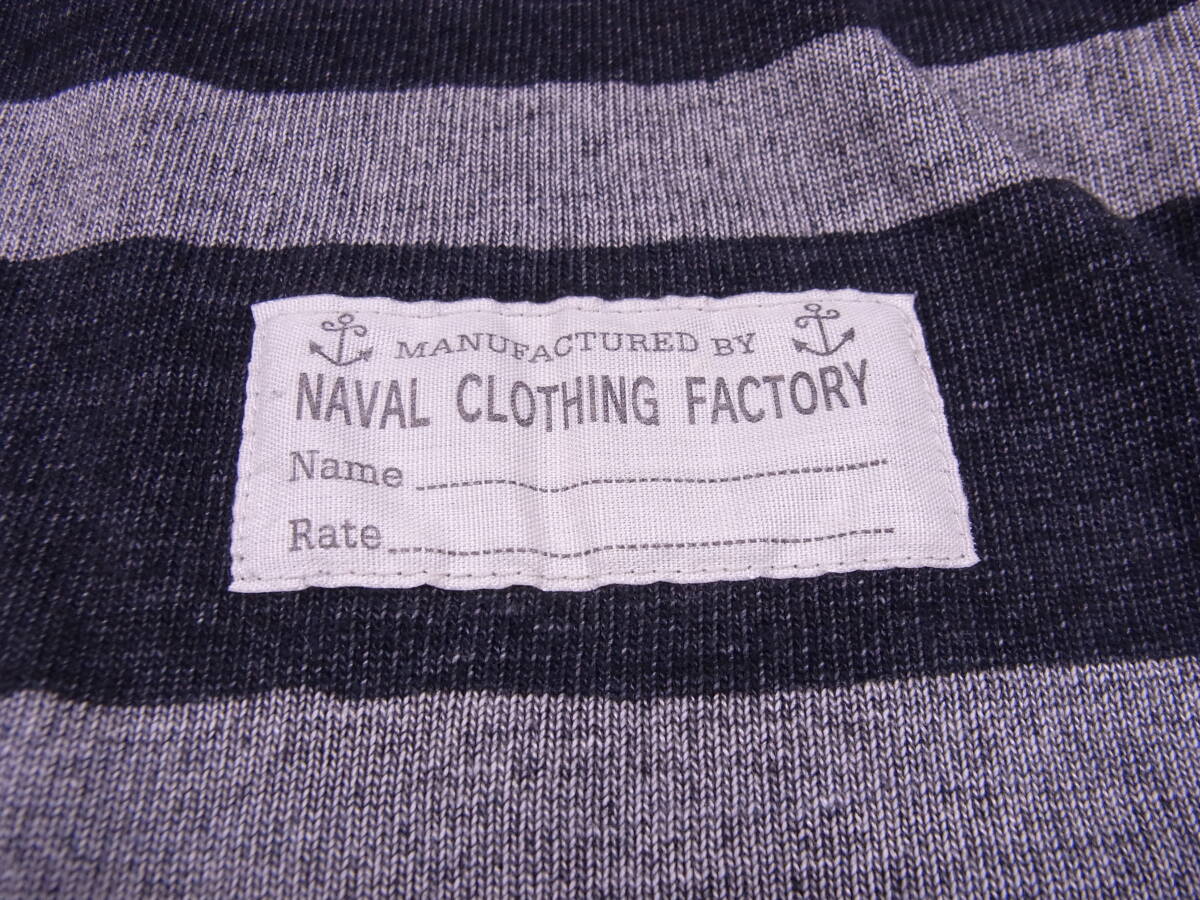 MANUFACTURED BY
NAVAL CLOTHING FACTORY
Name
Rate